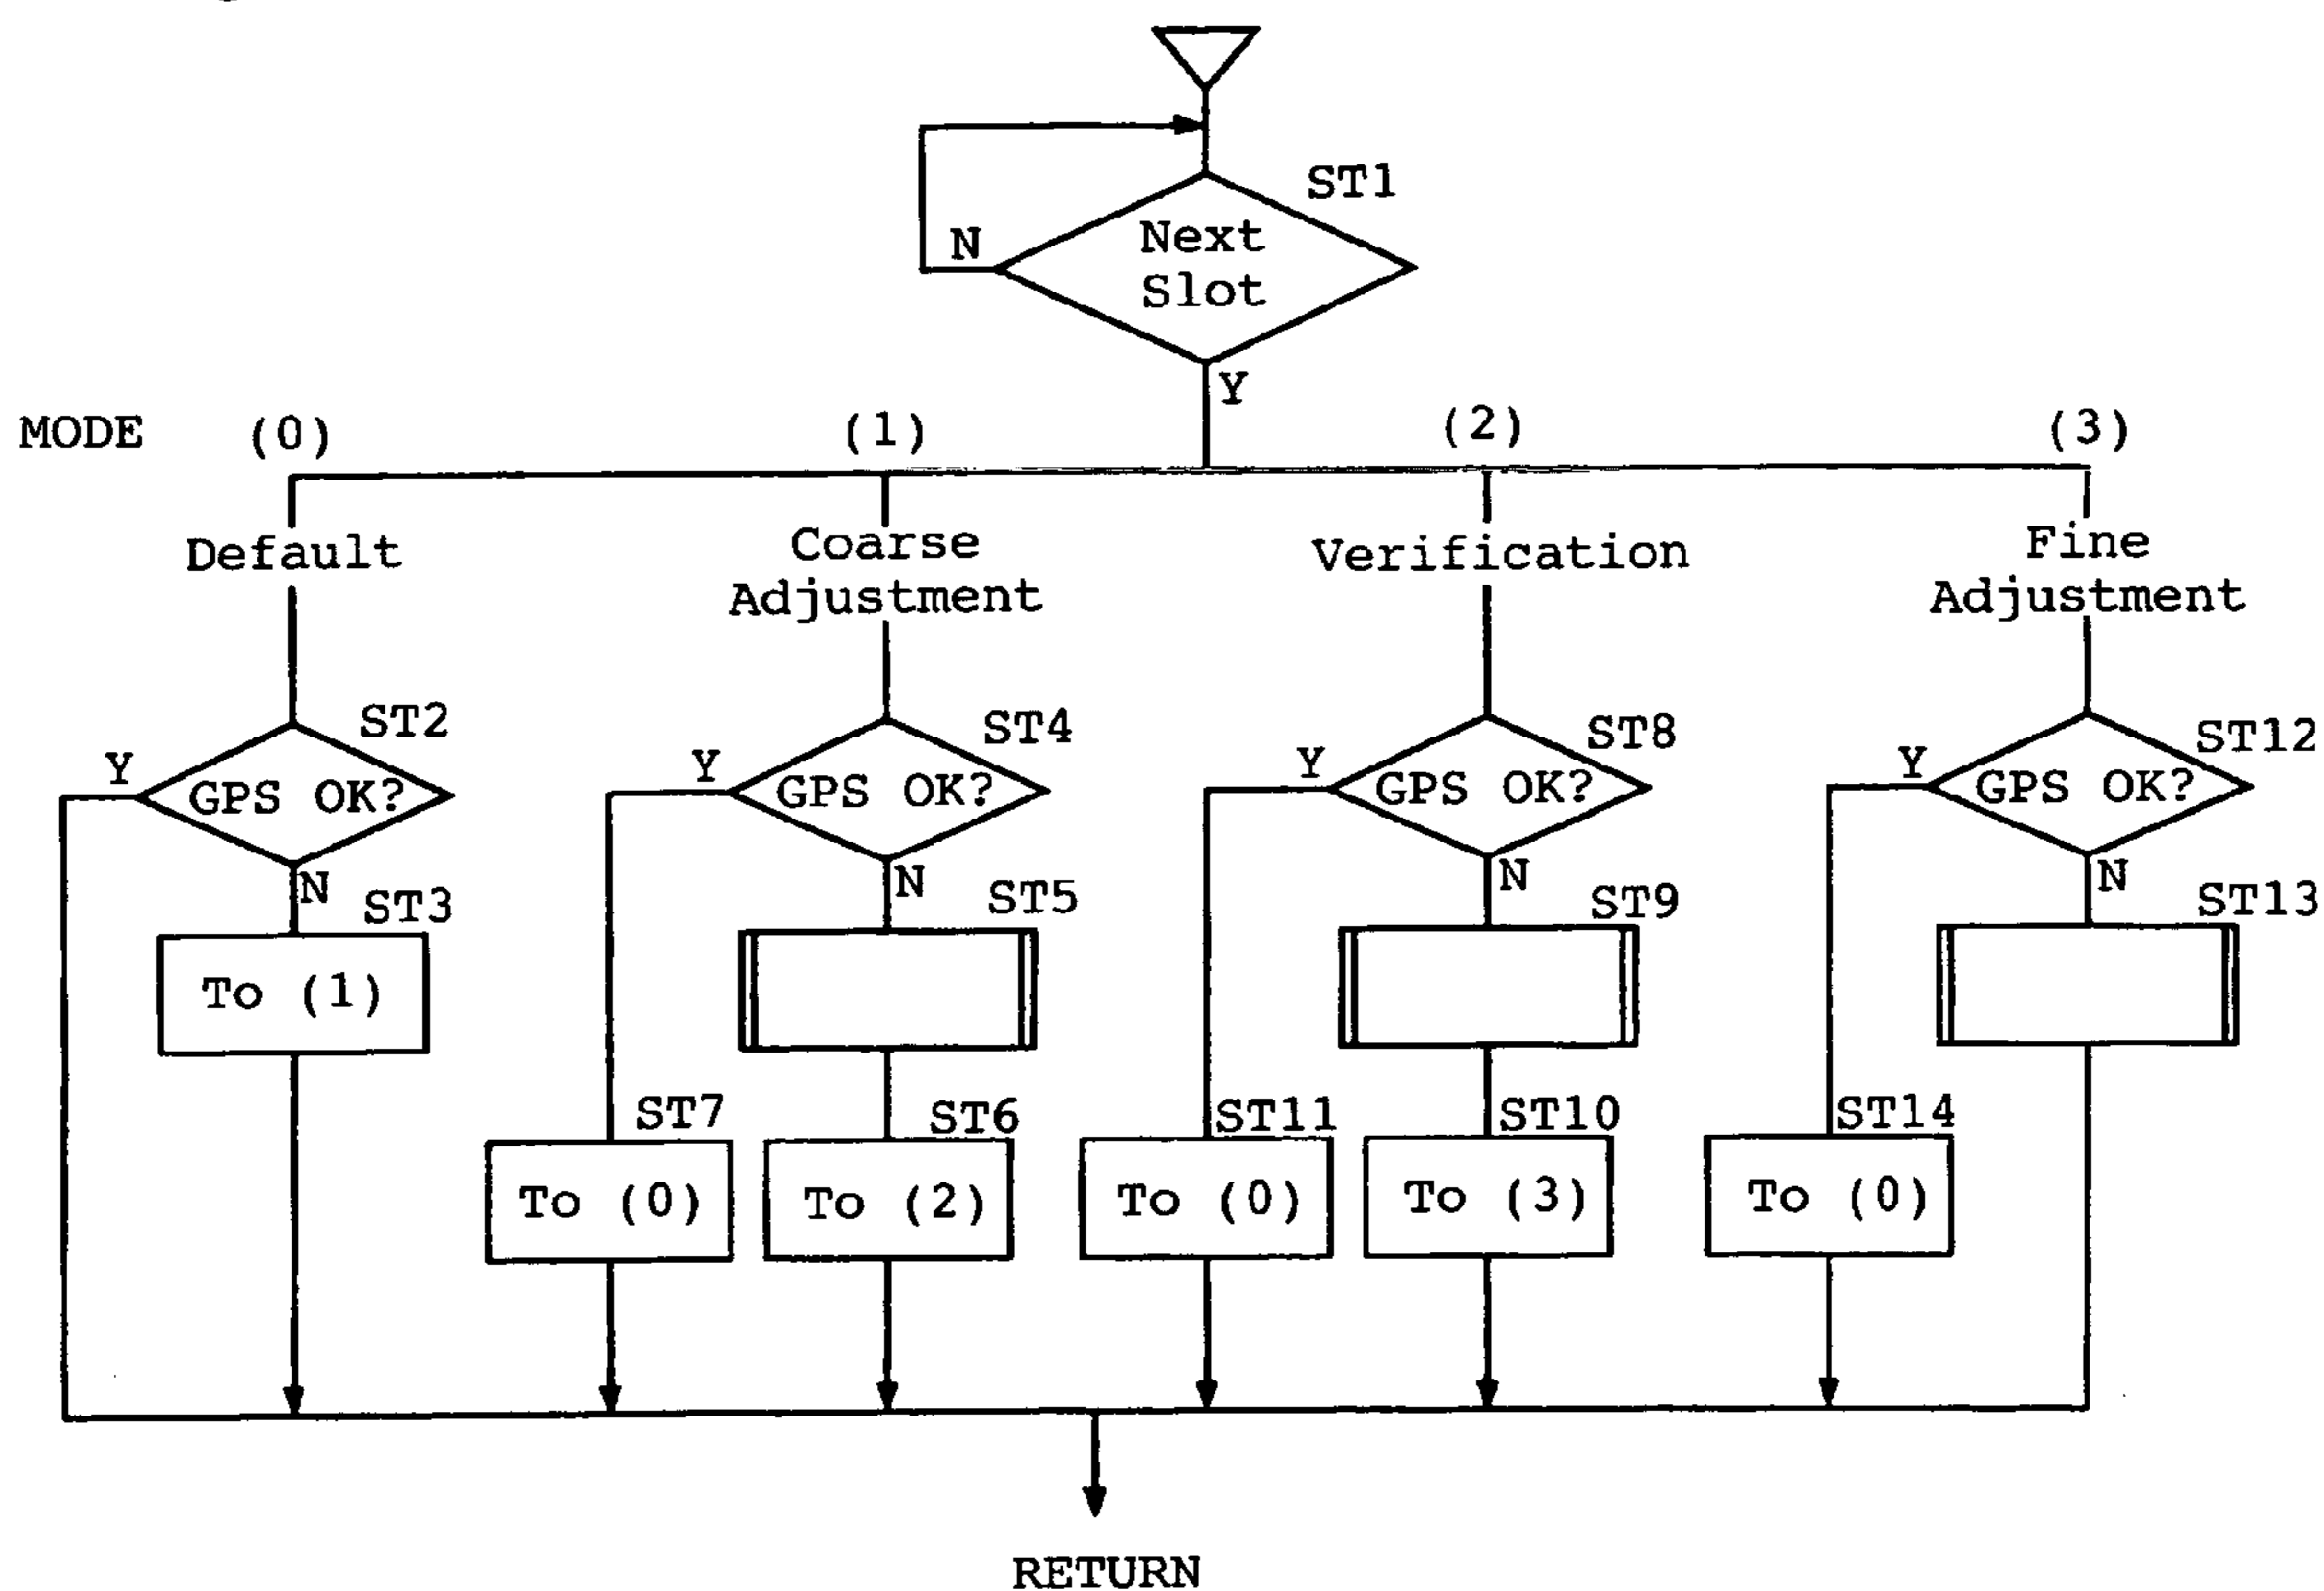 ST1
N
Next
Slot
Y
MODE (0) (1) (2) (3)
Default
Coarse
Adjustment
Verification
Fine
Adjustment
ST2
Y
GPS OK?
N
ST4
Y
GPS OK?
N
ST8
Y
GPS OK?
N
ST12
Y
GPS OK?
N
ST3
To (1)
ST5
ST9
ST13
ST7
To (0)
ST6
To (2)
ST11
To (0)
ST10
To (3)
ST14
To (0)
RETURN